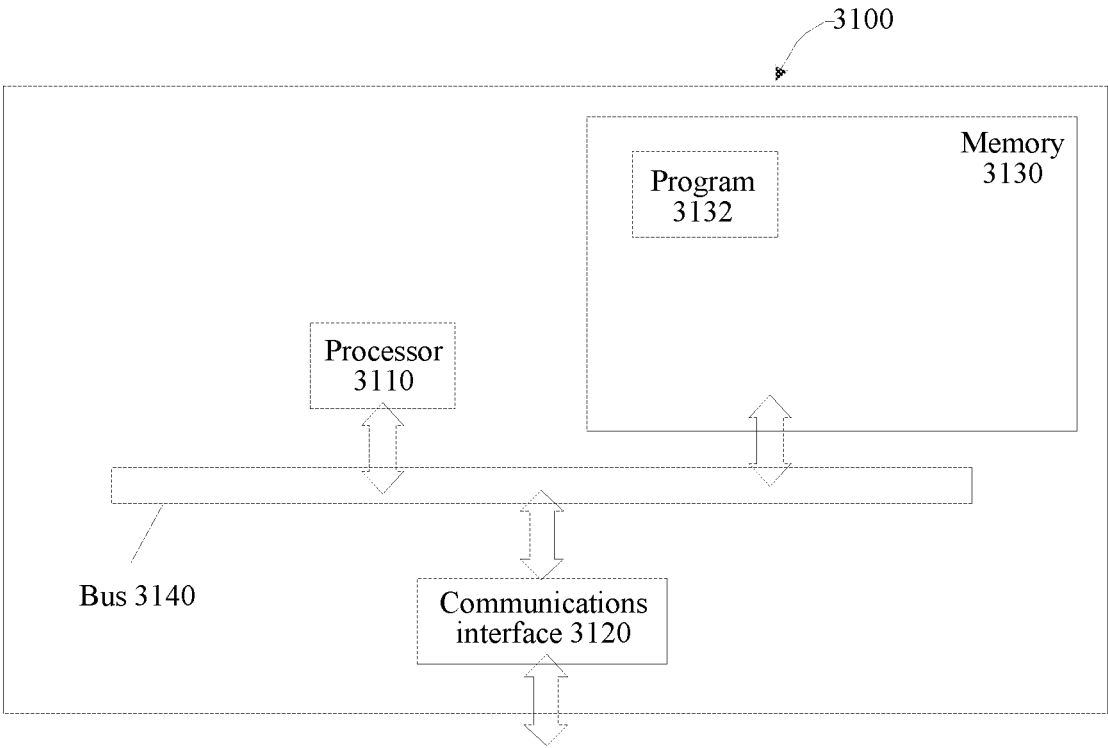 3100
Memory
3130
Program
3132
Processor
3110
Bus 3140
Communications
interface 3120